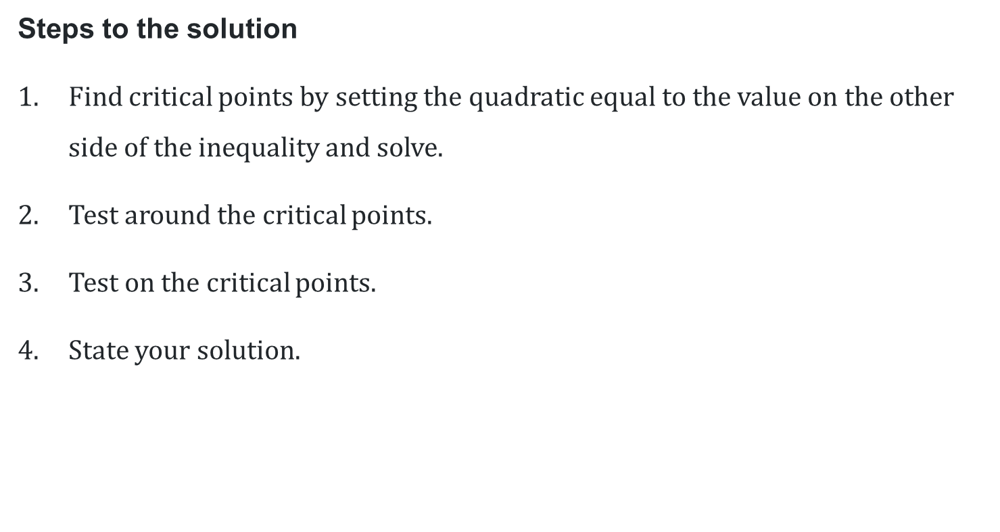 Steps to the solution
1. Find critical points by setting the quadratic equal to the value on the other
side of the inequality and solve.
2. Test around the critical points.
3. Test on the critical points.
4. State your solution.